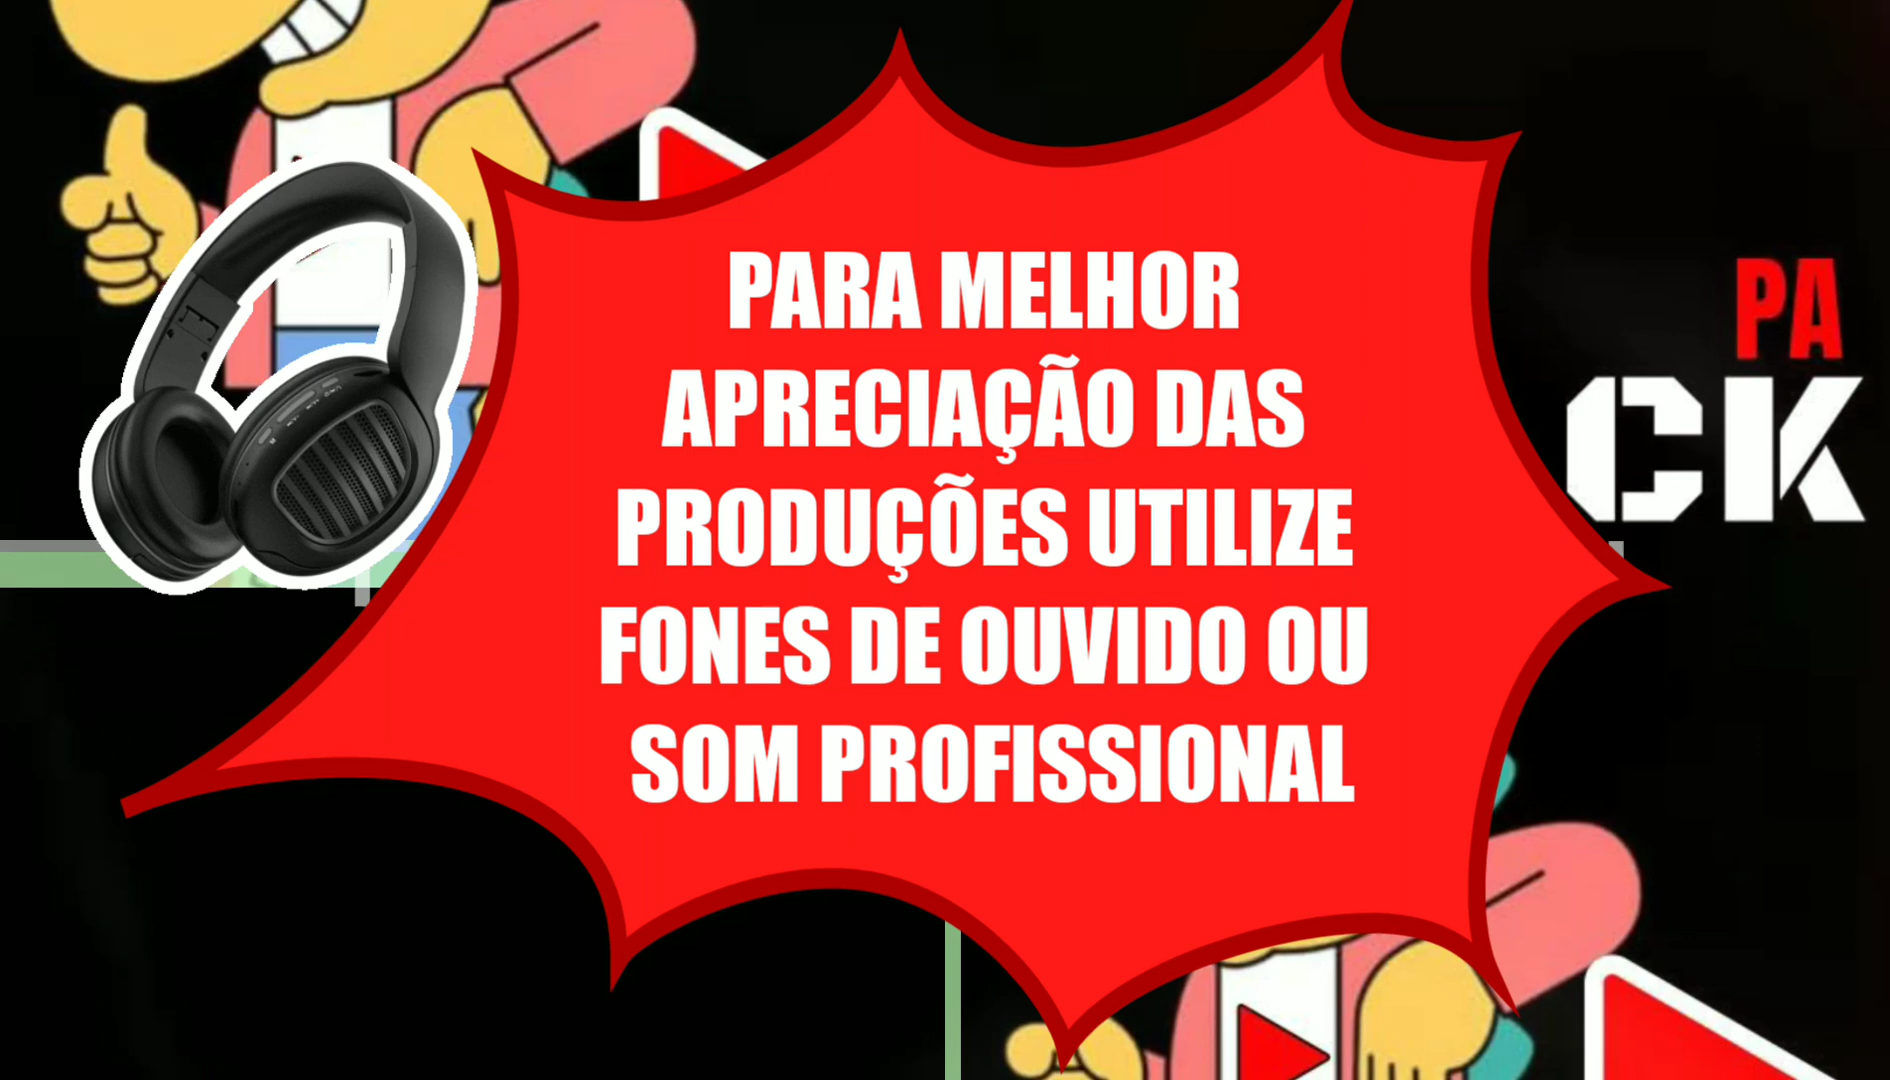 PARA MELHOR
APRECIAÇÃO DAS
PRODUÇÕES UTILIZE
FONES DE OUVIDO OU
SOM PROFISSIONAL
PA
CK